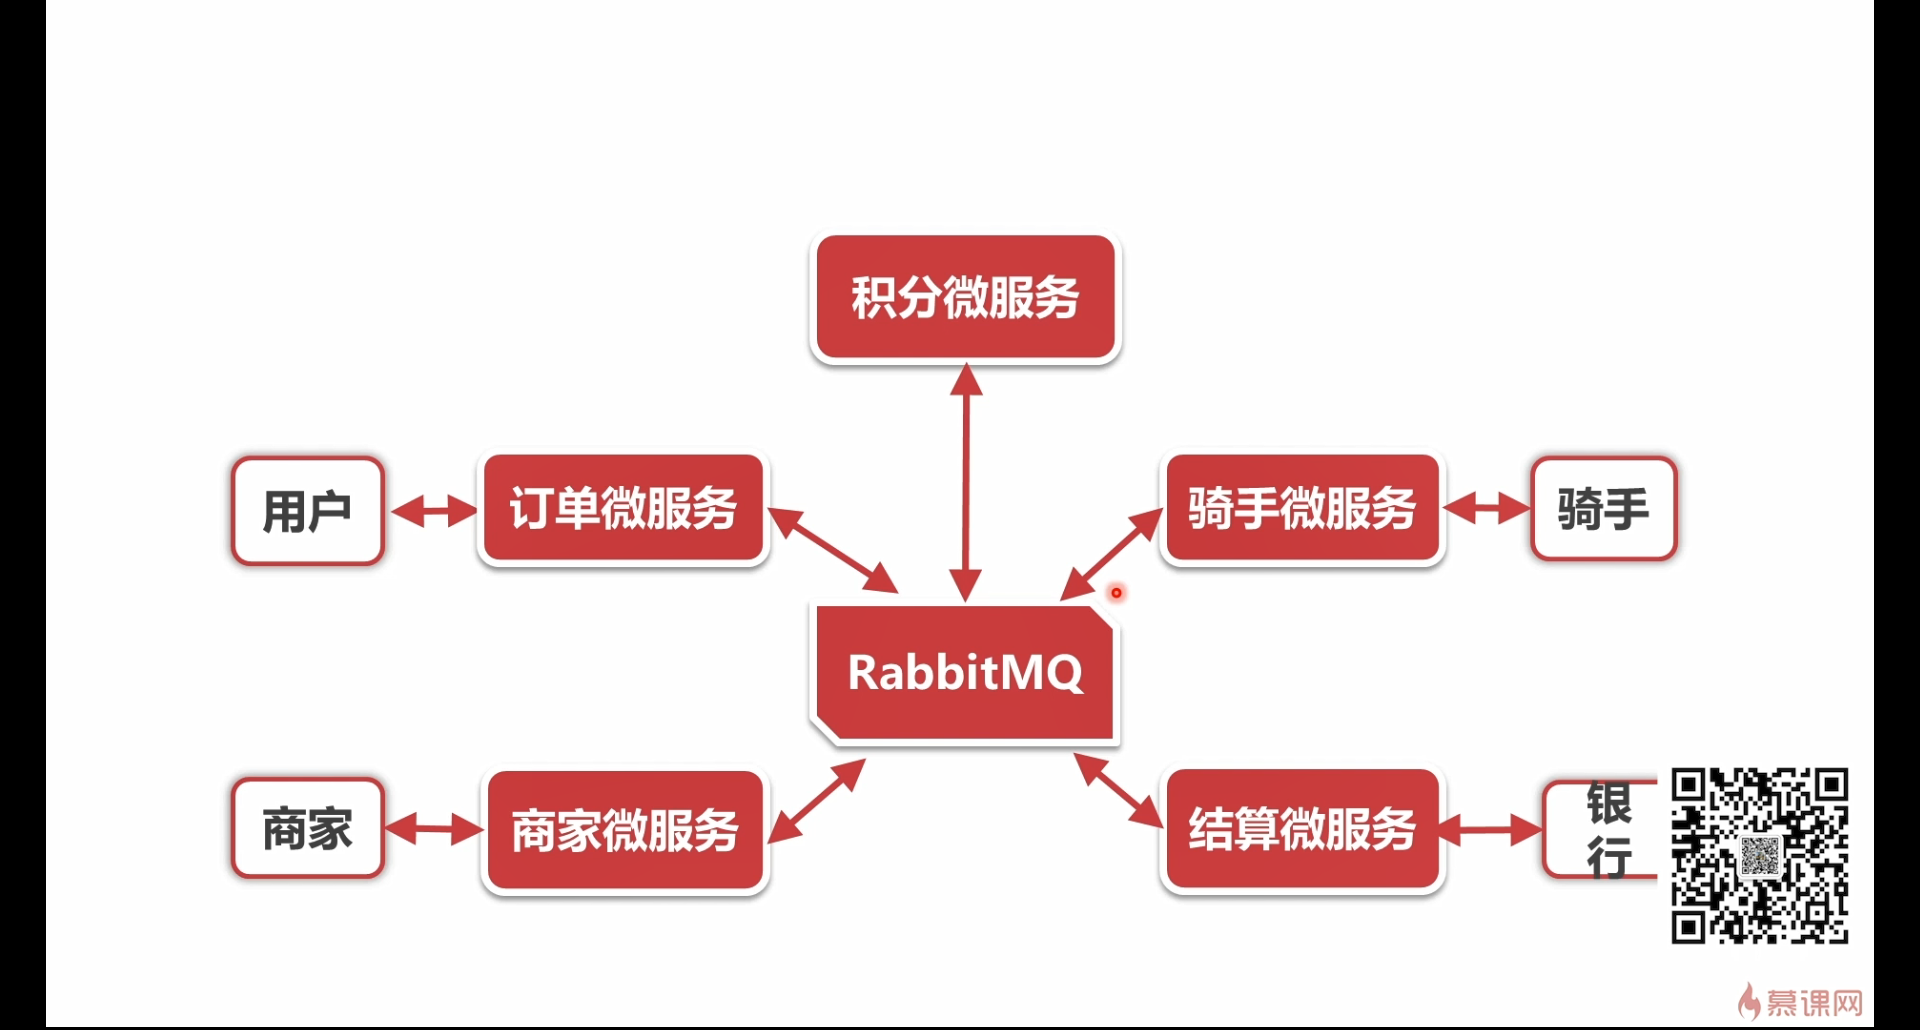 积分微服务
用户
订单微服务
骑手微服务
骑手
RabbitMQ
商家
商家微服务
结算微服务
银
行
慕课网